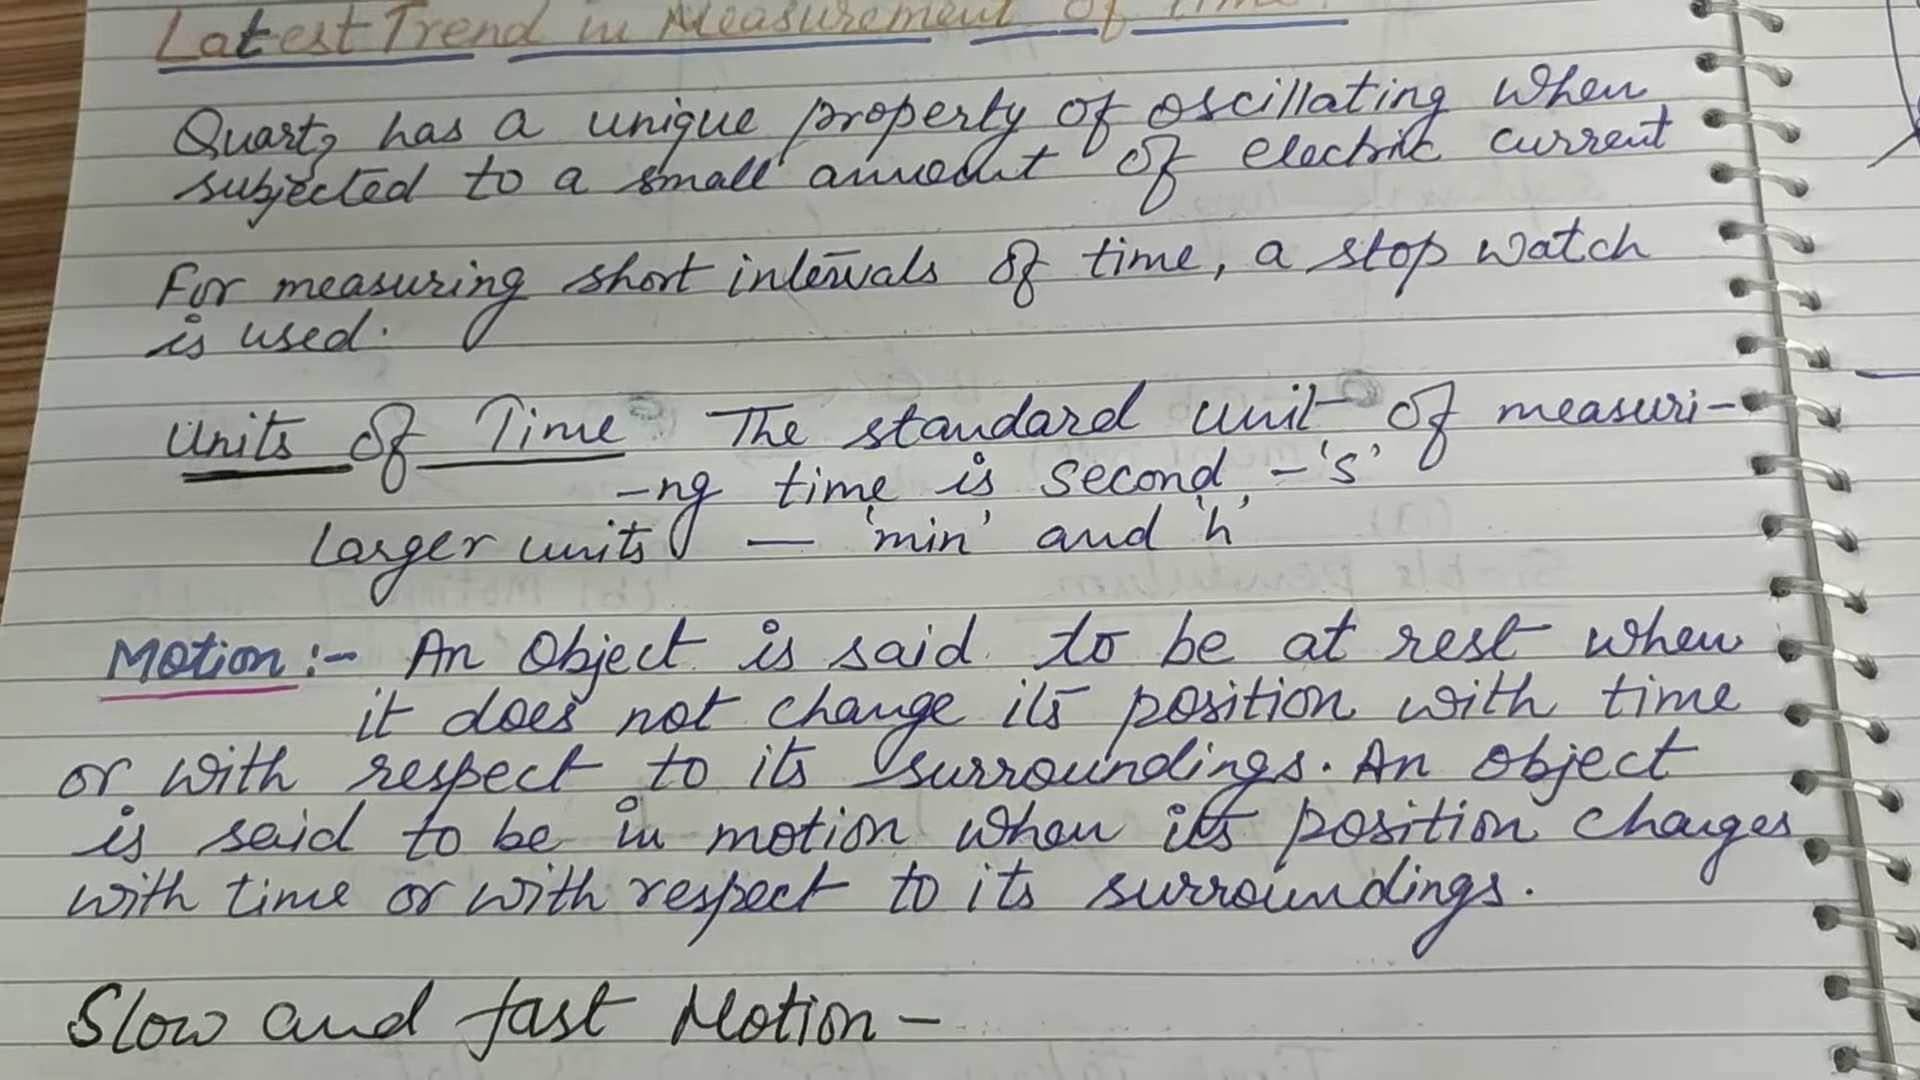 Latest Trend in Measurement of Time.
Quartz has a unique property of oscillating when
subjected to a small amount of electric current
For measuring short intervals of time, a stop watch
is used.
Units of Time The standard unit of measuri-
-ng time is second - 's'
Larger units — 'min' and 'h'
Motion :- An Object is said to be at rest when
it does not change its position with time
or with respect to its surroundings. An object
is said to be in motion when its position changes
with time or with respect to its surroundings.
Slow and fast Motion -